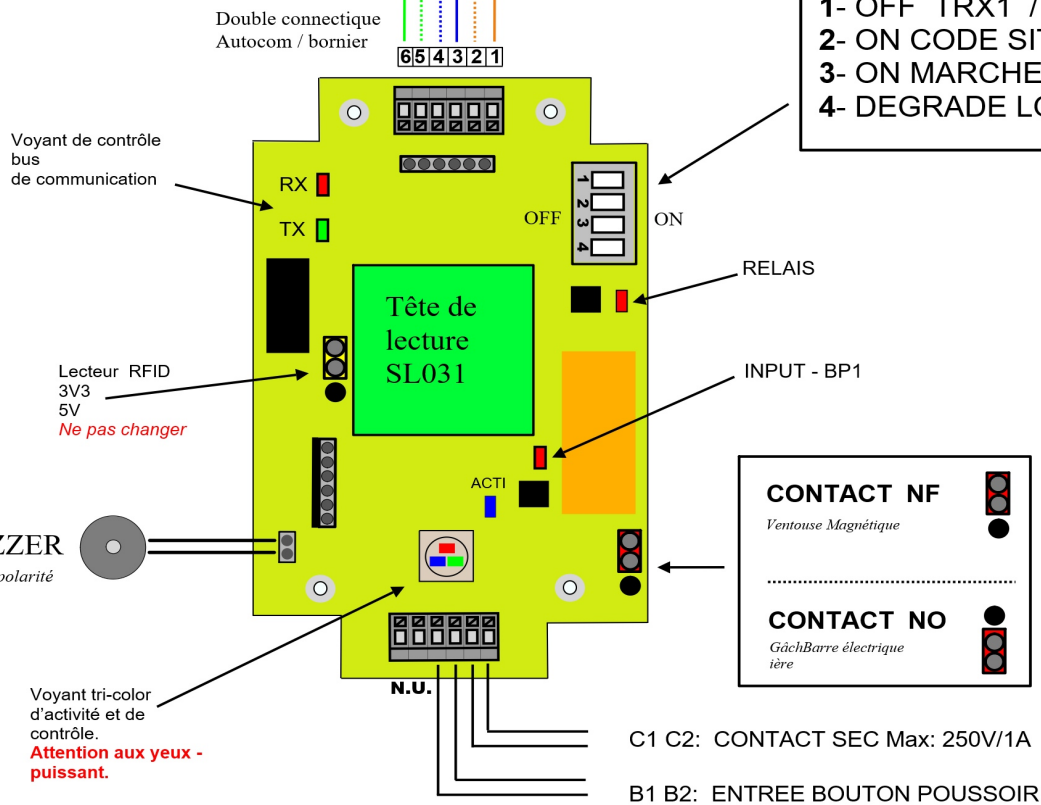 Double connectique
Autocom / bornier
6 5 4 3 2 1
1- OFF TRX1 /
2- ON CODE
3- ON MARCHE
4- DEGRADE
Voyant de contrôle
bus
de communication
RX
TX
1
2
3
4
OFF
ON
RELAIS
Tête de
lecture
SL031
Lecteur RFID
3V3
5V
Ne pas changer
INPUT - BP1
ACTI
CONTACT NF
Ventouse Magnétique
CONTACT NO
GâchBarre électrique
ière
ZZER
polarité
N.U.
Voyant tri-color
d'activité et de
contrôle.
Attention aux yeux -
puissant.
C1 C2: CONTACT SEC Max: 250V/1A
B1 B2: ENTREE BOUTON POUSSOIR